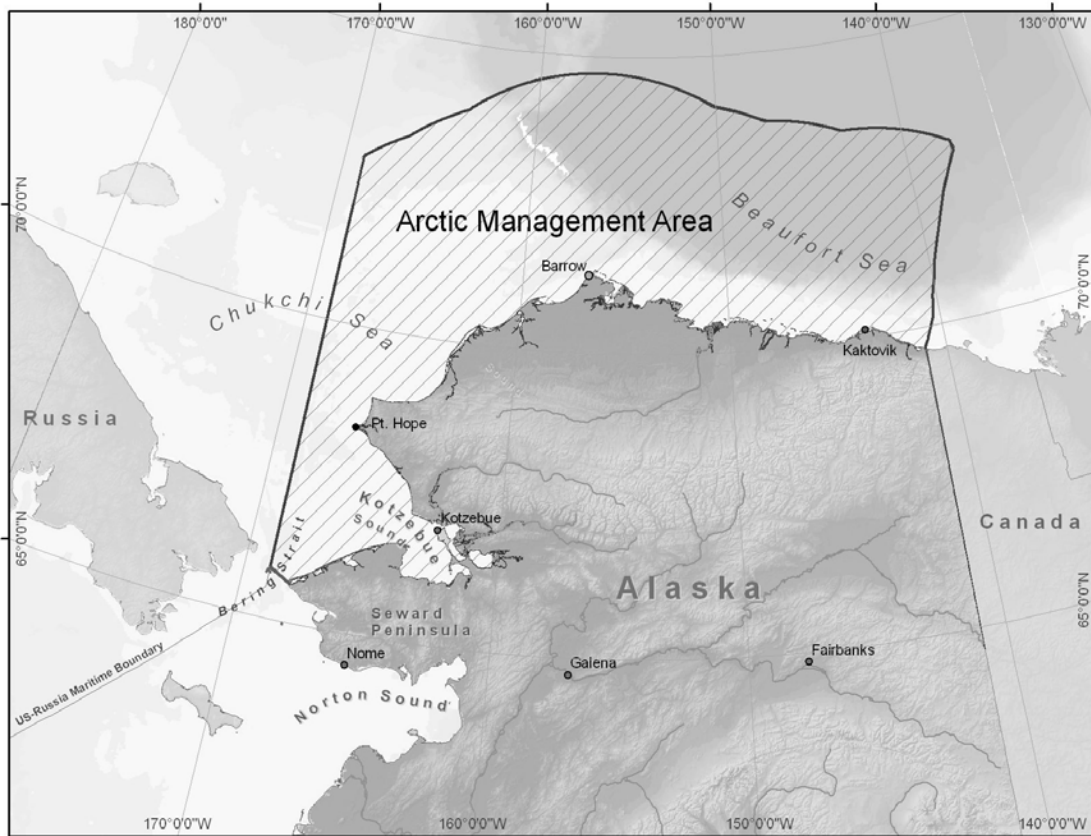 180°0'0"
170°0'0"W
160°0'0"W
150°0'0"W
140°0'0"W
130°0'0"W
70°0'0"N
Arctic Management Area
Beaufort Sea
Barrow
Chukchi Sea
70°0'0"N
Kaktovik
Russia
Pt. Hope
Kotzebue
Sound
Kotzebue
Canada
65°0'0"N
Bering Strait
Alaska
65°0'0"N
Seward
Peninsula
Nome
Galena
Fairbanks
US-Russia Maritime Boundary
Norton Sound
170°0'0"W
160°0'0"W
150°0'0"W
140°0'0"W